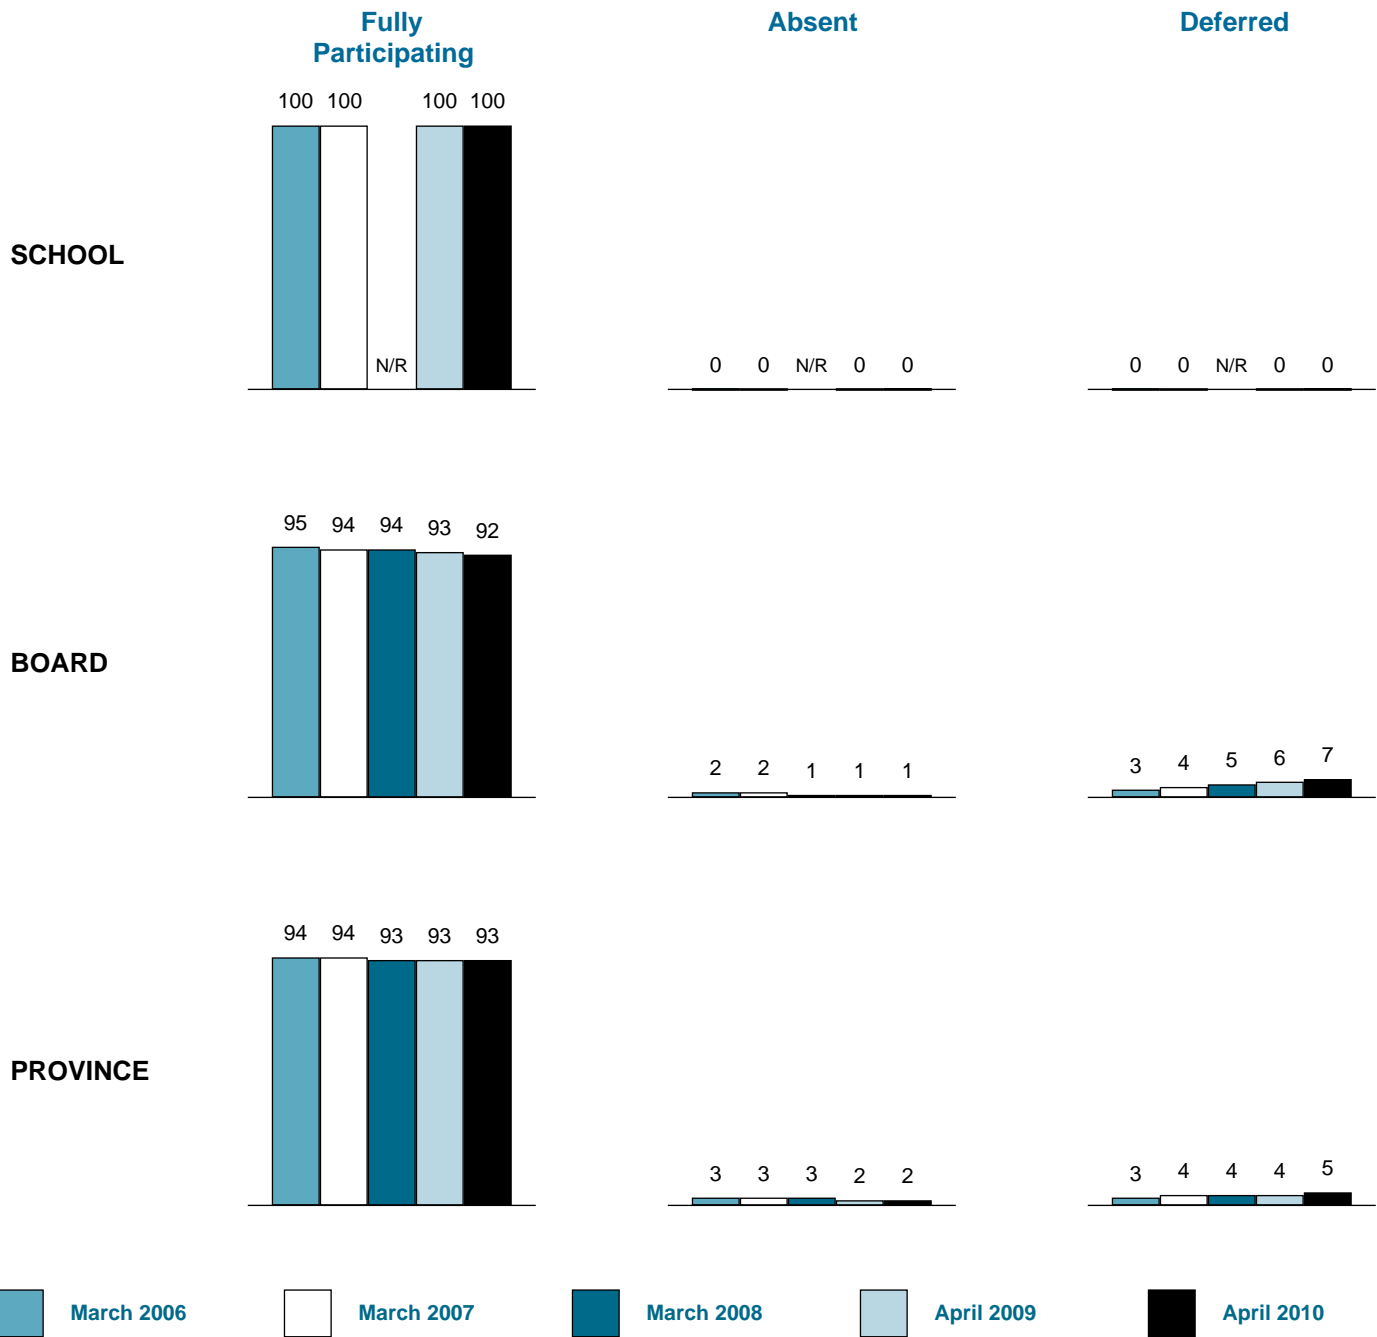 Fully
Participating
Absent
Deferred
100 100 100 100
SCHOOL
N/R
0 0 N/R 0 0
0 0 N/R 0 0
95 94 94 93 92
BOARD
2 2 1 1 1
3 4 5 6 7
94 94 93 93 93
PROVINCE
3 3 3 2 2
3 4 4 4 5
March 2006
March 2007
March 2008
April 2009
April 2010